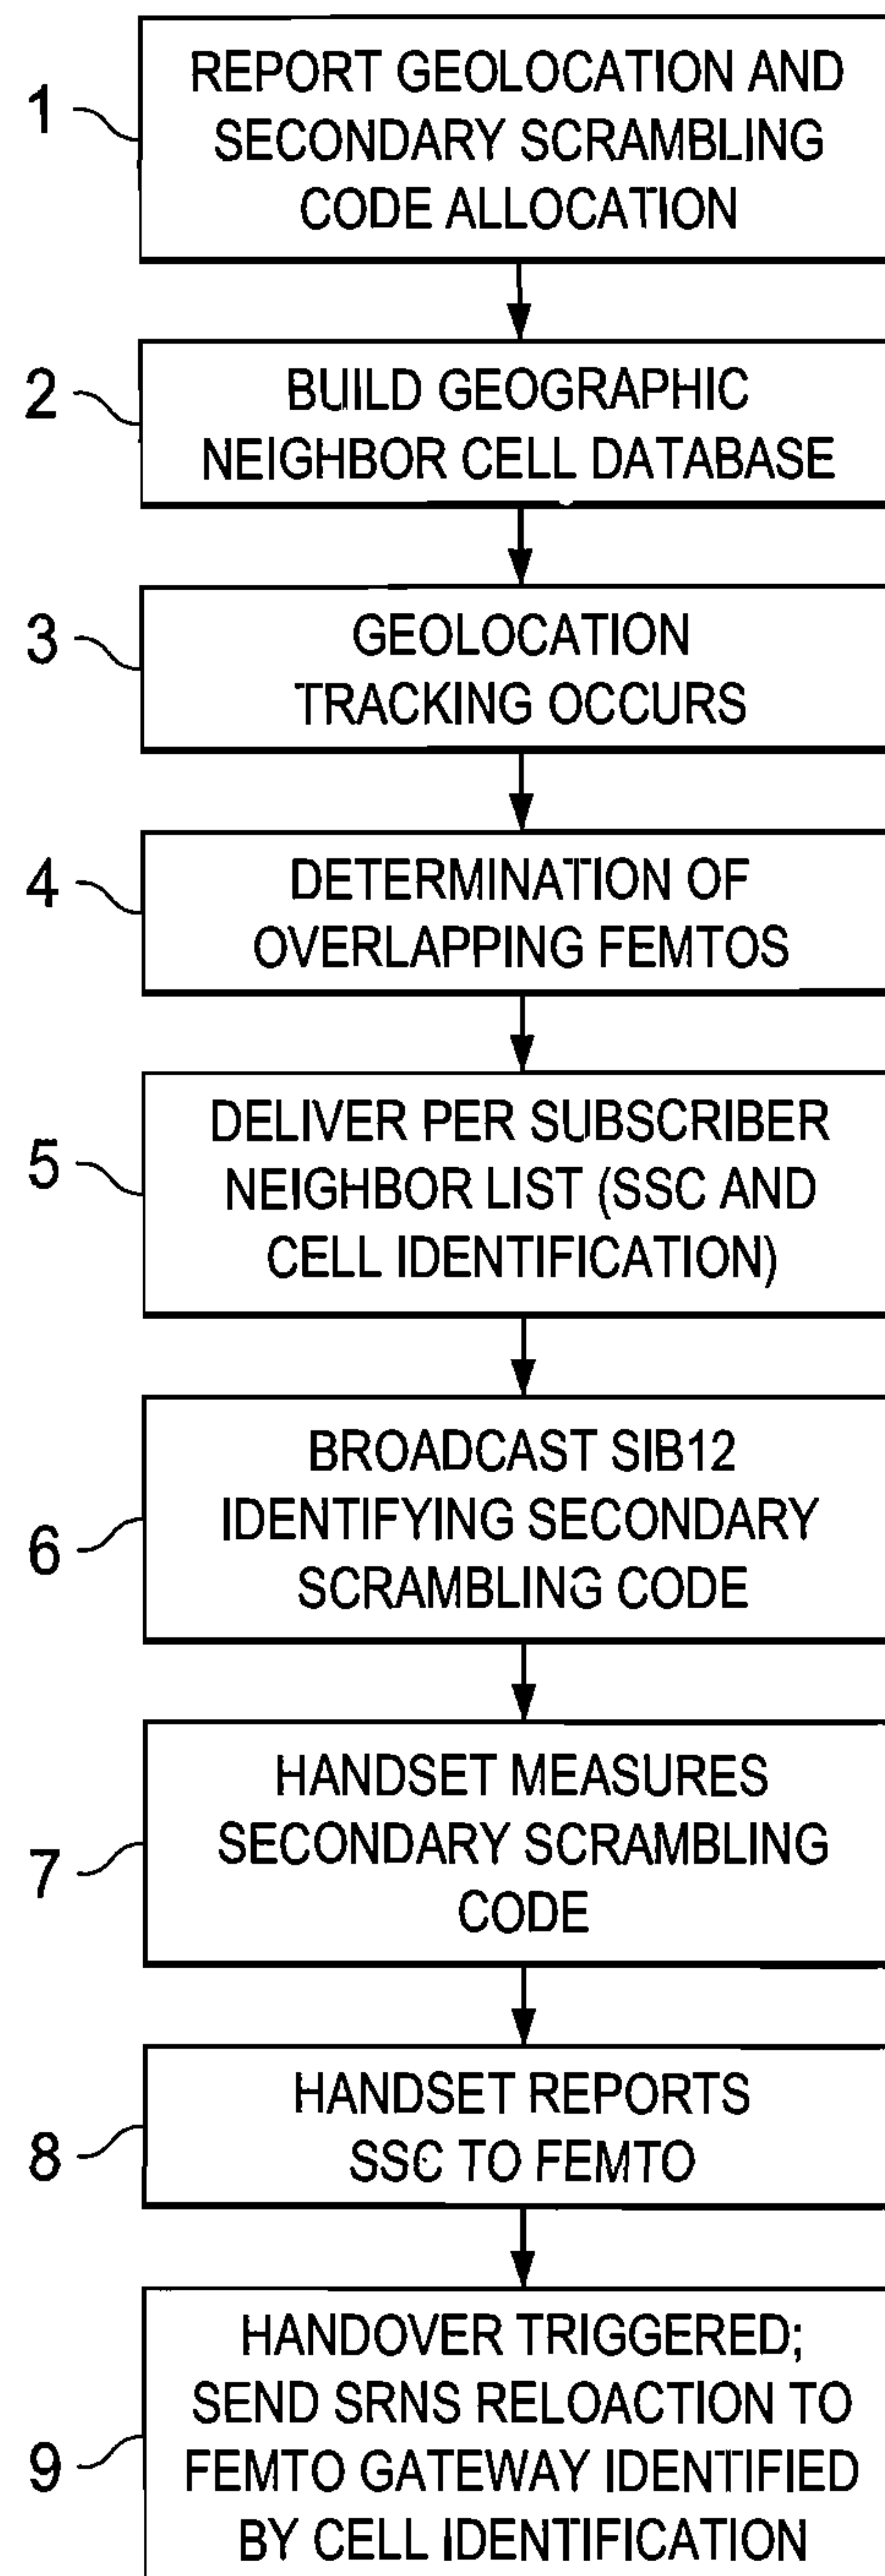 1
REPORT GEOLOCATION AND
SECONDARY SCRAMBLING
CODE ALLOCATION
2
BUILD GEOGRAPHIC
NEIGHBOR CELL DATABASE
3
GEOLOCATION
TRACKING OCCURS
4
DETERMINATION OF
OVERLAPPING FEMTOS
5
DELIVER PER SUBSCRIBER
NEIGHBOR LIST (SSC AND
CELL IDENTIFICATION)
6
BROADCAST SIB12
IDENTIFYING SECONDARY
SCRAMBLING CODE
7
HANDSET MEASURES
SECONDARY SCRAMBLING
CODE
8
HANDSET REPORTS
SSC TO FEMTO
9
HANDOVER TRIGGERED;
SEND SRNS RELOACTION TO
FEMTO GATEWAY IDENTIFIED
BY CELL IDENTIFICATION